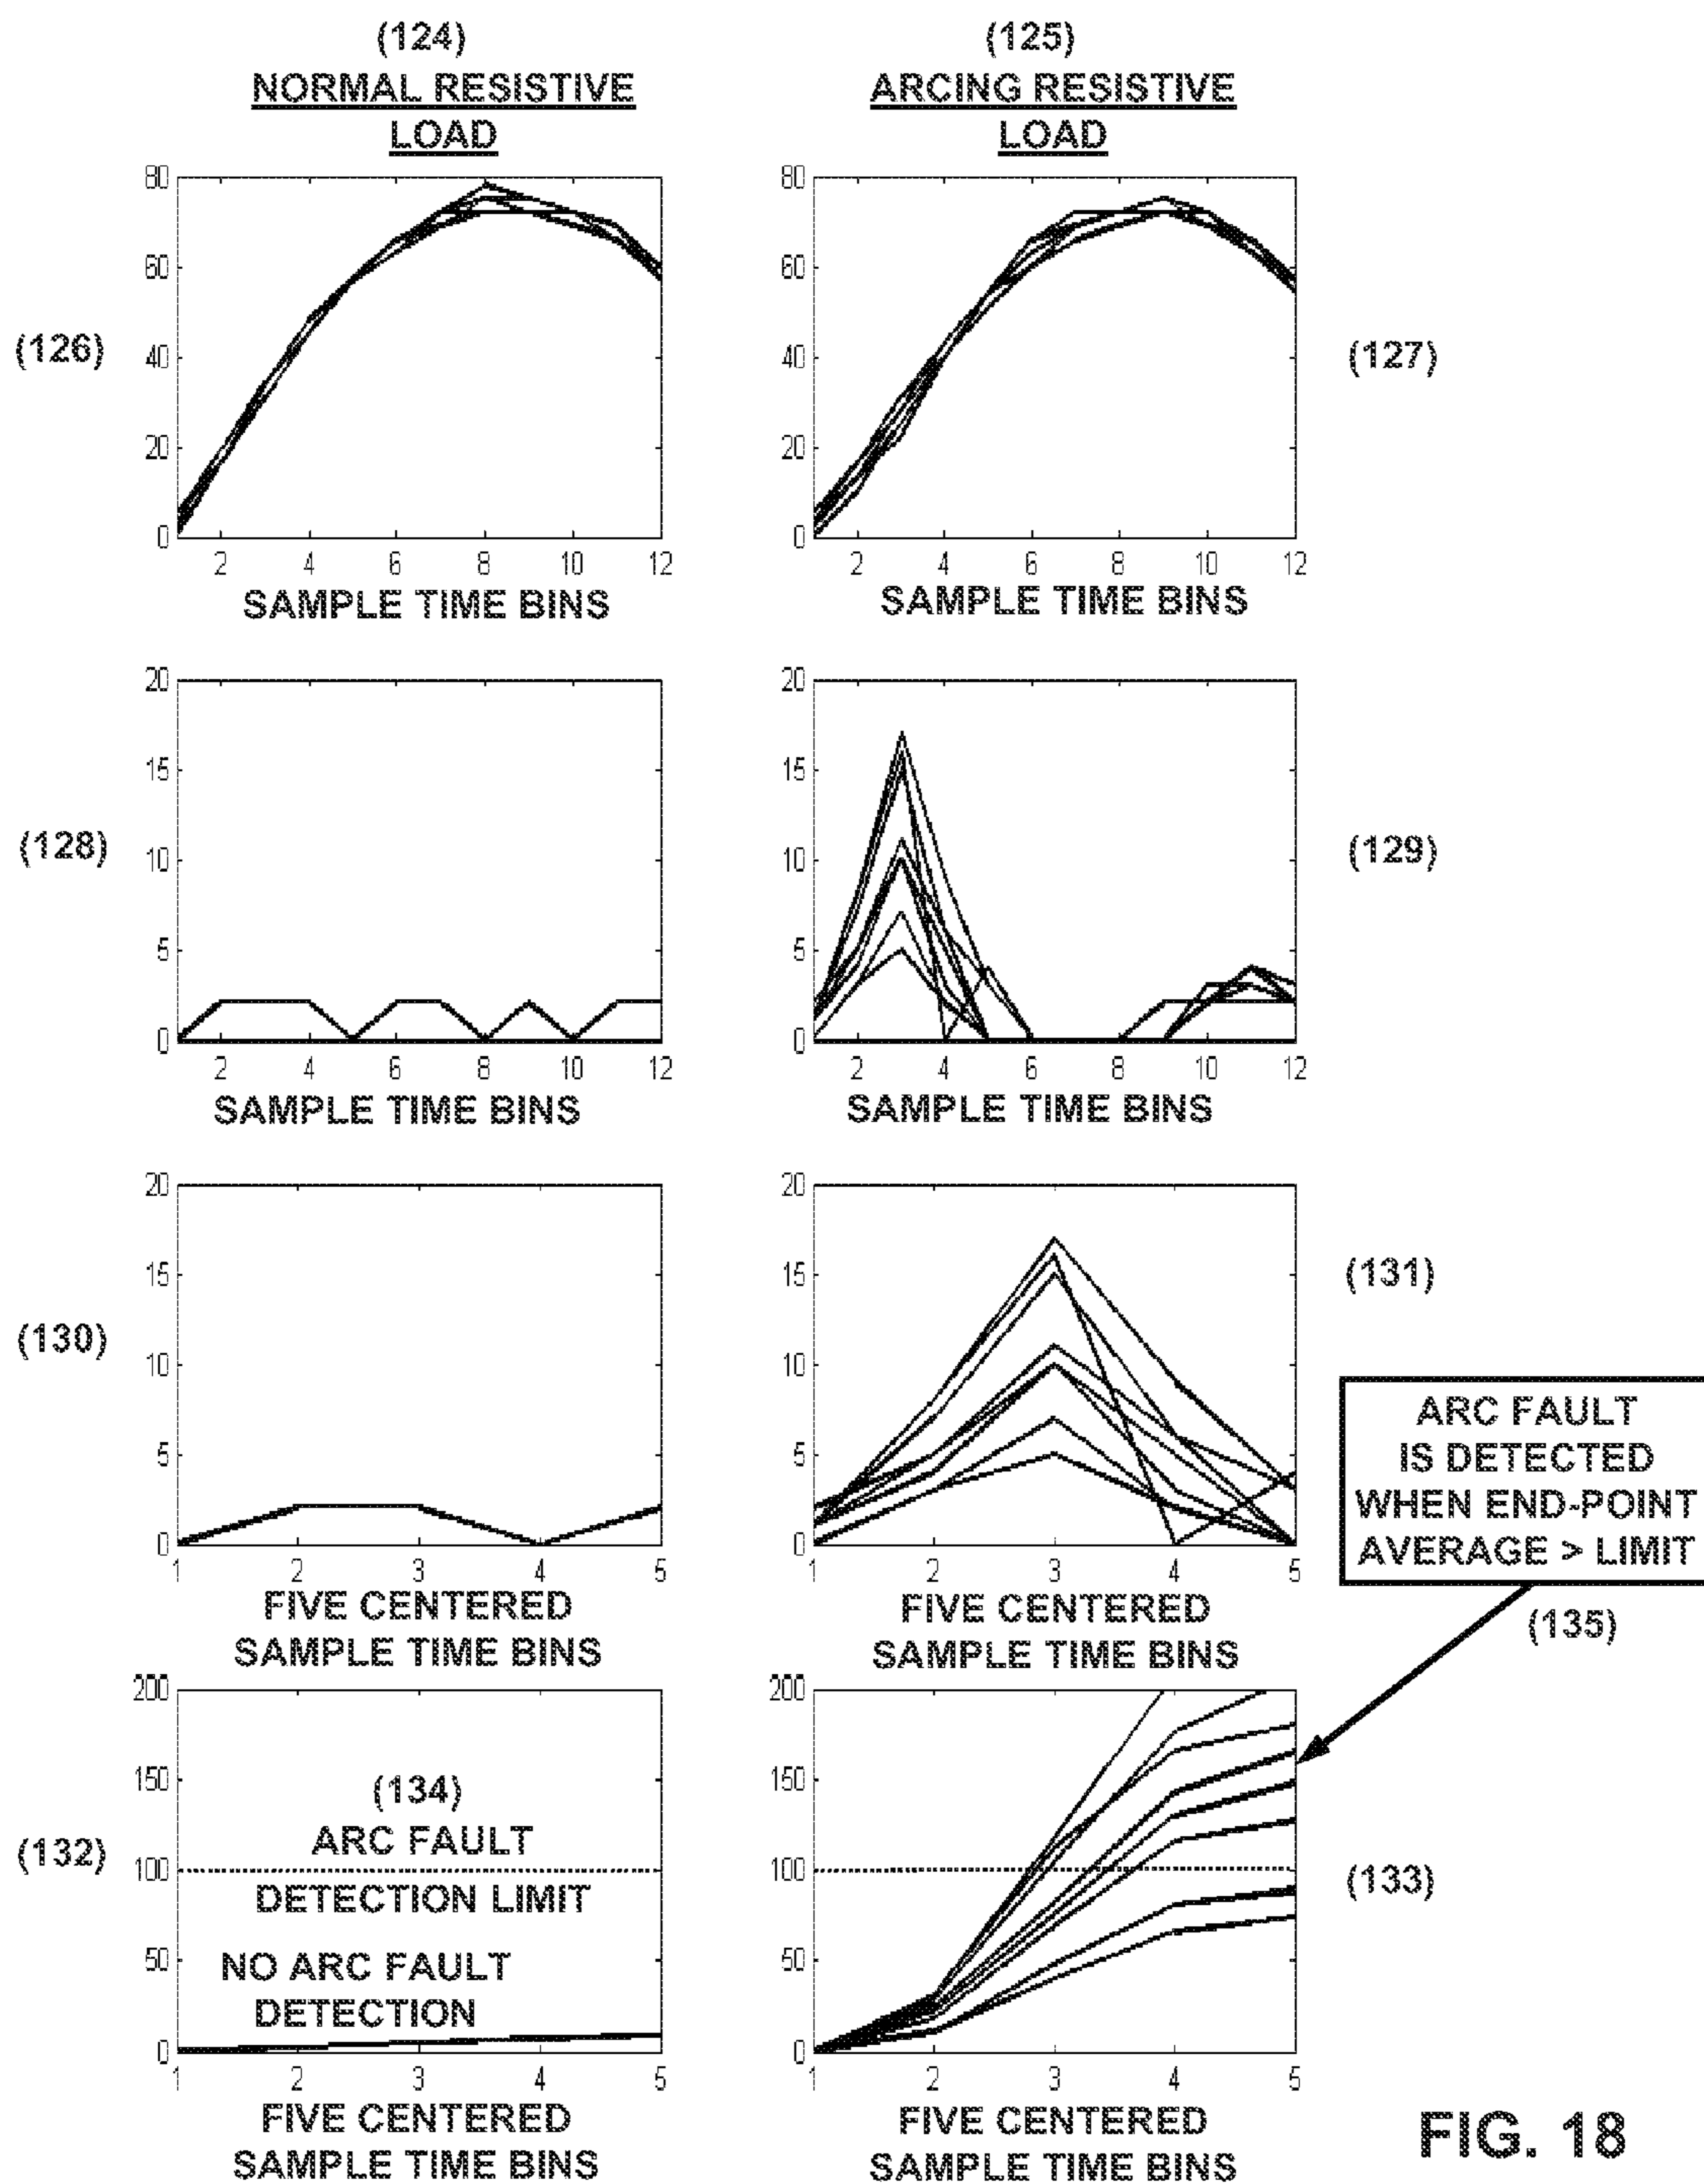 (124)
NORMAL RESISTIVE
LOAD
(125)
ARCING RESISTIVE
LOAD
(126)
80
60
40
20
0
2 4 6 8 10 12
SAMPLE TIME BINS
80
60
40
20
0
2 4 6 8 10 12
SAMPLE TIME BINS
(127)
(128)
20
15
10
5
0
2 4 6 8 10 12
SAMPLE TIME BINS
20
15
10
5
0
2 4 6 8 10 12
SAMPLE TIME BINS
(129)
(130)
20
15
10
5
0
1 2 3 4 5
FIVE CENTERED
SAMPLE TIME BINS
20
15
10
5
0
1 2 3 4 5
FIVE CENTERED
SAMPLE TIME BINS
(131)
ARC FAULT
IS DETECTED
WHEN END-POINT
AVERAGE > LIMIT
(135)
(132)
200
150
100
50
0
(134)
ARC FAULT
DETECTION LIMIT
NO ARC FAULT
DETECTION
1 2 3 4 5
FIVE CENTERED
SAMPLE TIME BINS
200
150
100
50
0
1 2 3 4 5
FIVE CENTERED
SAMPLE TIME BINS
(133)
FIG. 18